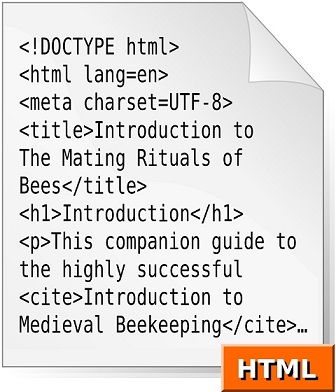 <!DOCTYPE html>
<html lang=en>
<meta charset=UTF-8>
<title>Introduction to
The Mating Rituals of
Bees</title>
<h1>Introduction</h1>
<p>This companion guide to
the highly successful
<cite>Introduction to
Medieval Beekeeping</cite>…
HTML